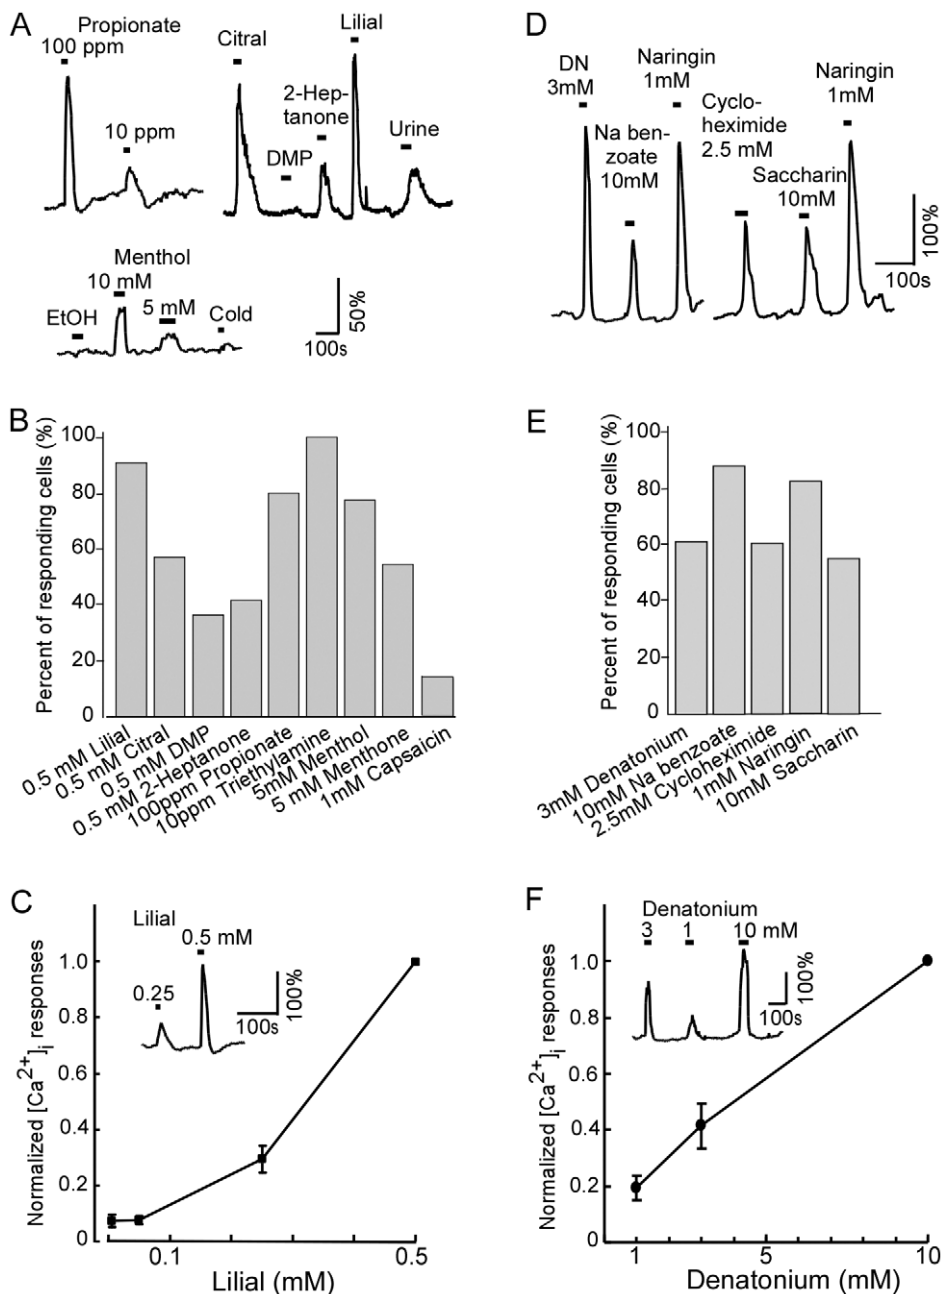 A
Propionate
100 ppm
10 ppm
Citral
DMP
2-Hep-
tanone
Lilial
Urine
Menthol
10 mM
5 mM
EtOH
Cold
100s
50%
D
DN
3mM
Na ben-
zoate
10mM
Naringin
1mM
Cyclo-
heximide
2.5 mM
Saccharin
10mM
Naringin
1mM
100s
100%
B
Percent of responding cells (%)
100
80
60
40
20
0
0.5 mM Lilial
0.5 mM Citral
0.5 mM DMP
0.5 mM 2-Heptanone
100ppm Propionate
10ppm Triethylamine
5mM Menthol
5 mM Menthone
1mM Capsaicin
E
Percent of responding cells (%)
100
80
60
40
20
0
3mM Denatonium
10mM Na benzoate
2.5mM Cycloheximide
1mM Naringin
10mM Saccharin
C
Normalized [Ca2+]i responses
1.0
0.8
0.6
0.4
0.2
0
Lilial
0.25
0.5 mM
100s
100%
0.1
0.5
Lilial (mM)
F
Normalized [Ca2+]i responses
1.0
0.8
0.6
0.4
0.2
0
Denatonium
3 1 10 mM
100s
100%
1 5 10
Denatonium (mM)